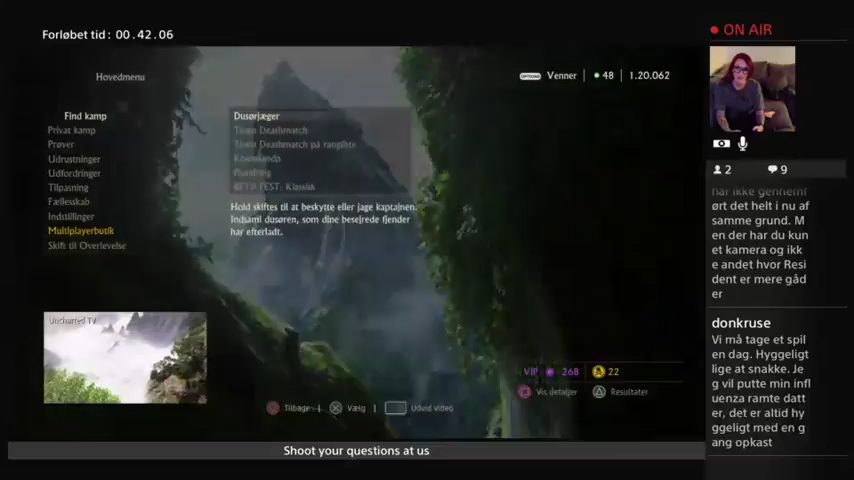 Forløbet tid: 00.42.06
ON AIR
Hovedmenu
OPTIONS Venner 48 1.20.062
Find kamp
Privat kamp
Prøver
Udrustninger
Udfordringer
Tilpasning
Fællesskab
Indstillinger
Multiplayerbutik
Skift til Overlevelse
Dusørjæger
Team Deathmatch
Team Deathmatch på rangliste
Kommando
Plyndring
Hold skiftes til at beskytte eller jage kaptajnen.
Indsaml dusøren, som dine besejrede fjender
har efterladt.
Uncharted TV
VIP 268 22
Vis detaljer Resultater
Tilbage Vælg Udvid video
Shoot your questions at us
2 9
har ikke gennemf
ørt det helt i nu af
samme grund. M
en der har du kun
et kamera og ikk
e andet hvor Resi
dent er mere gåd
er
donkruse
Vi må tage et spil
en dag. Hyggeligt
lige at snakke. Je
g vil putte min infl
uenza ramte datt
er, det er altid hy
ggeligt med en g
ang opkast